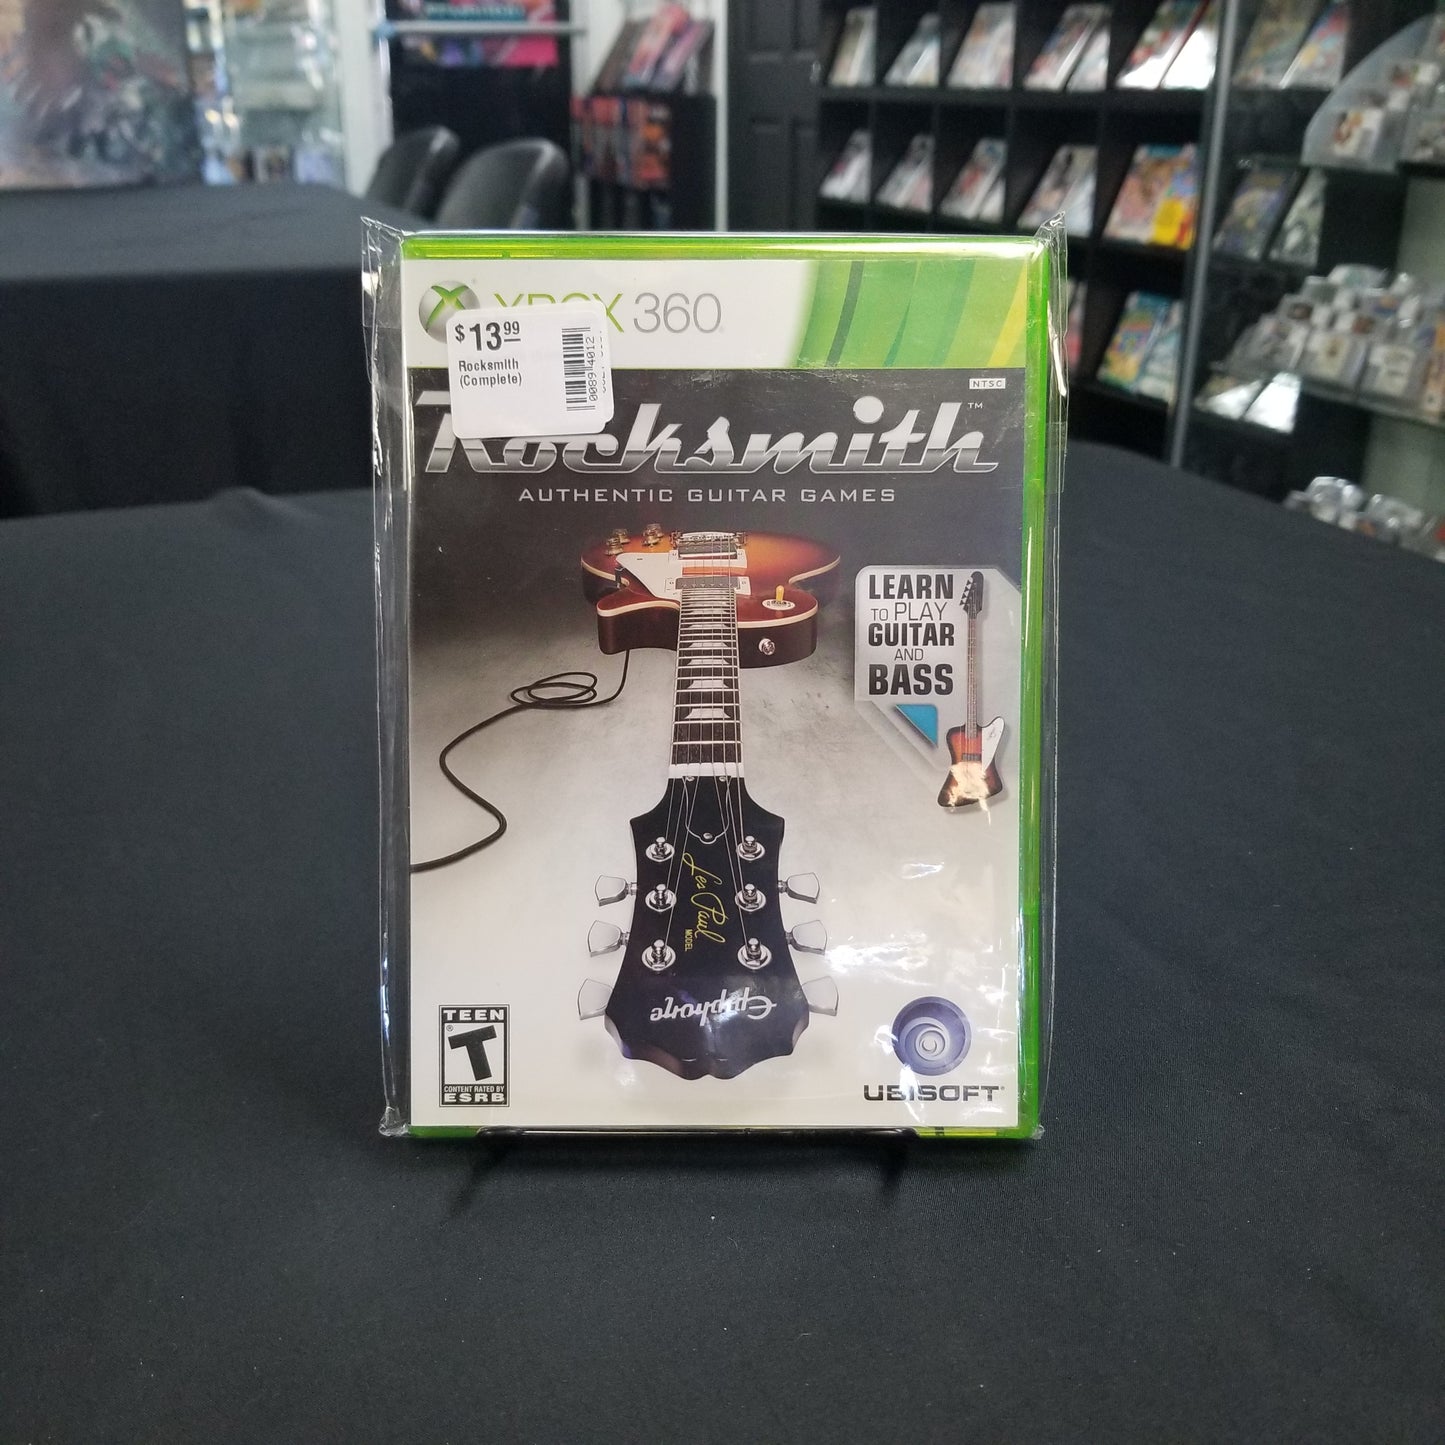 XBOX 360
$13.99
Rocksmith
(Complete)
NTSC
Rocksmith™
AUTHENTIC GUITAR GAMES
LEARN
TO PLAY
GUITAR
AND
BASS
Les Paul
MODEL
Epiphone
TEEN
T
®
CONTENT RATED BY
ESRB
UBISOFT